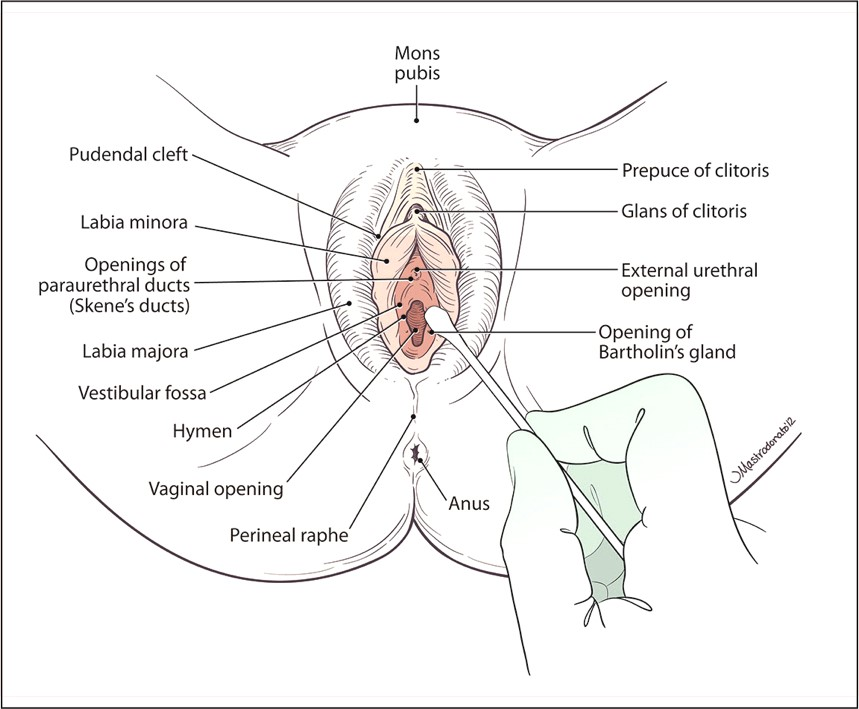 Mons
pubis
Pudendal cleft
Prepuce of clitoris
Labia minora
Glans of clitoris
Openings of
paraurethral ducts
(Skene's ducts)
External urethral
opening
Labia majora
Opening of
Bartholin's gland
Vestibular fossa
Hymen
Vaginal opening
Anus
Perineal raphe